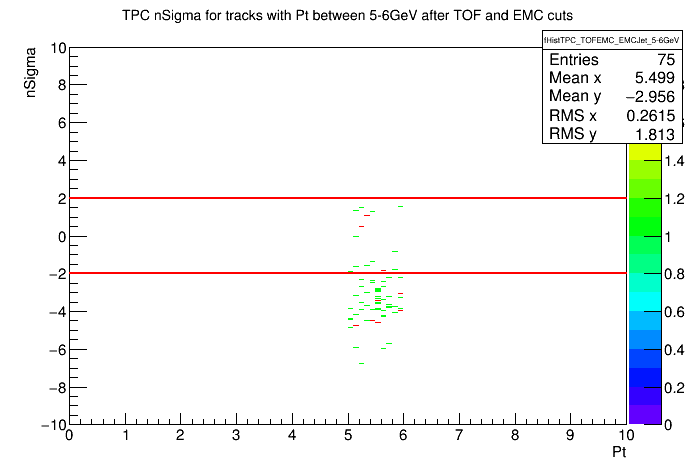 TPC nSigma for tracks with Pt between 5-6GeV after TOF and EMC cuts
fHistTPC_TOFEMC_EMCJet_5-6GeV
Entries 75
Mean x 5.499
Mean y −2.956
RMS x 0.2615
RMS y 1.813
nSigma
10
8
6
4
2
0
−2
−4
−6
−8
−10
0 1 2 3 4 5 6 7 8 9 10
Pt
1.4
1.2
1
0.8
0.6
0.4
0.2
0